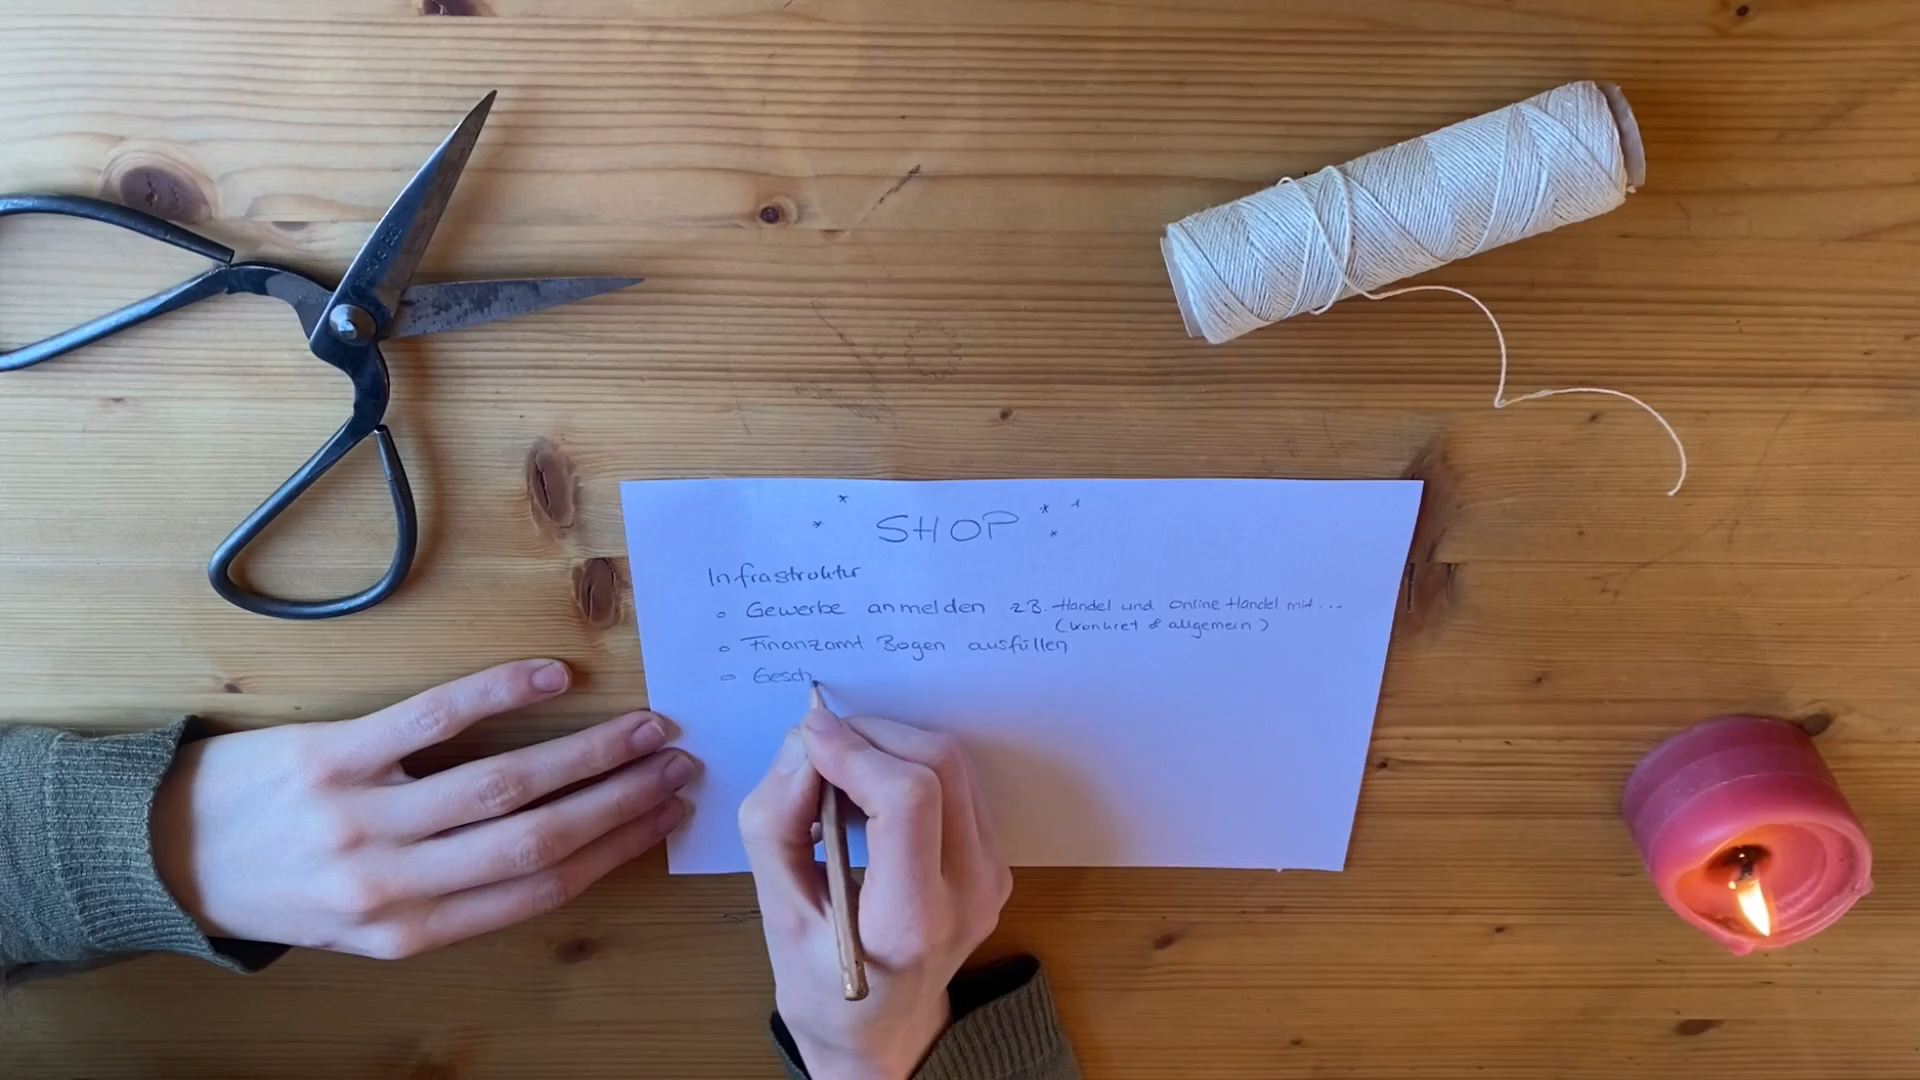 SHOP
Infrastruktur
Gewerbe anmelden z.B. Handel und Online Handel mit...
(konkret & allgemein)
Finanzamt Bogen ausfüllen
Gesch